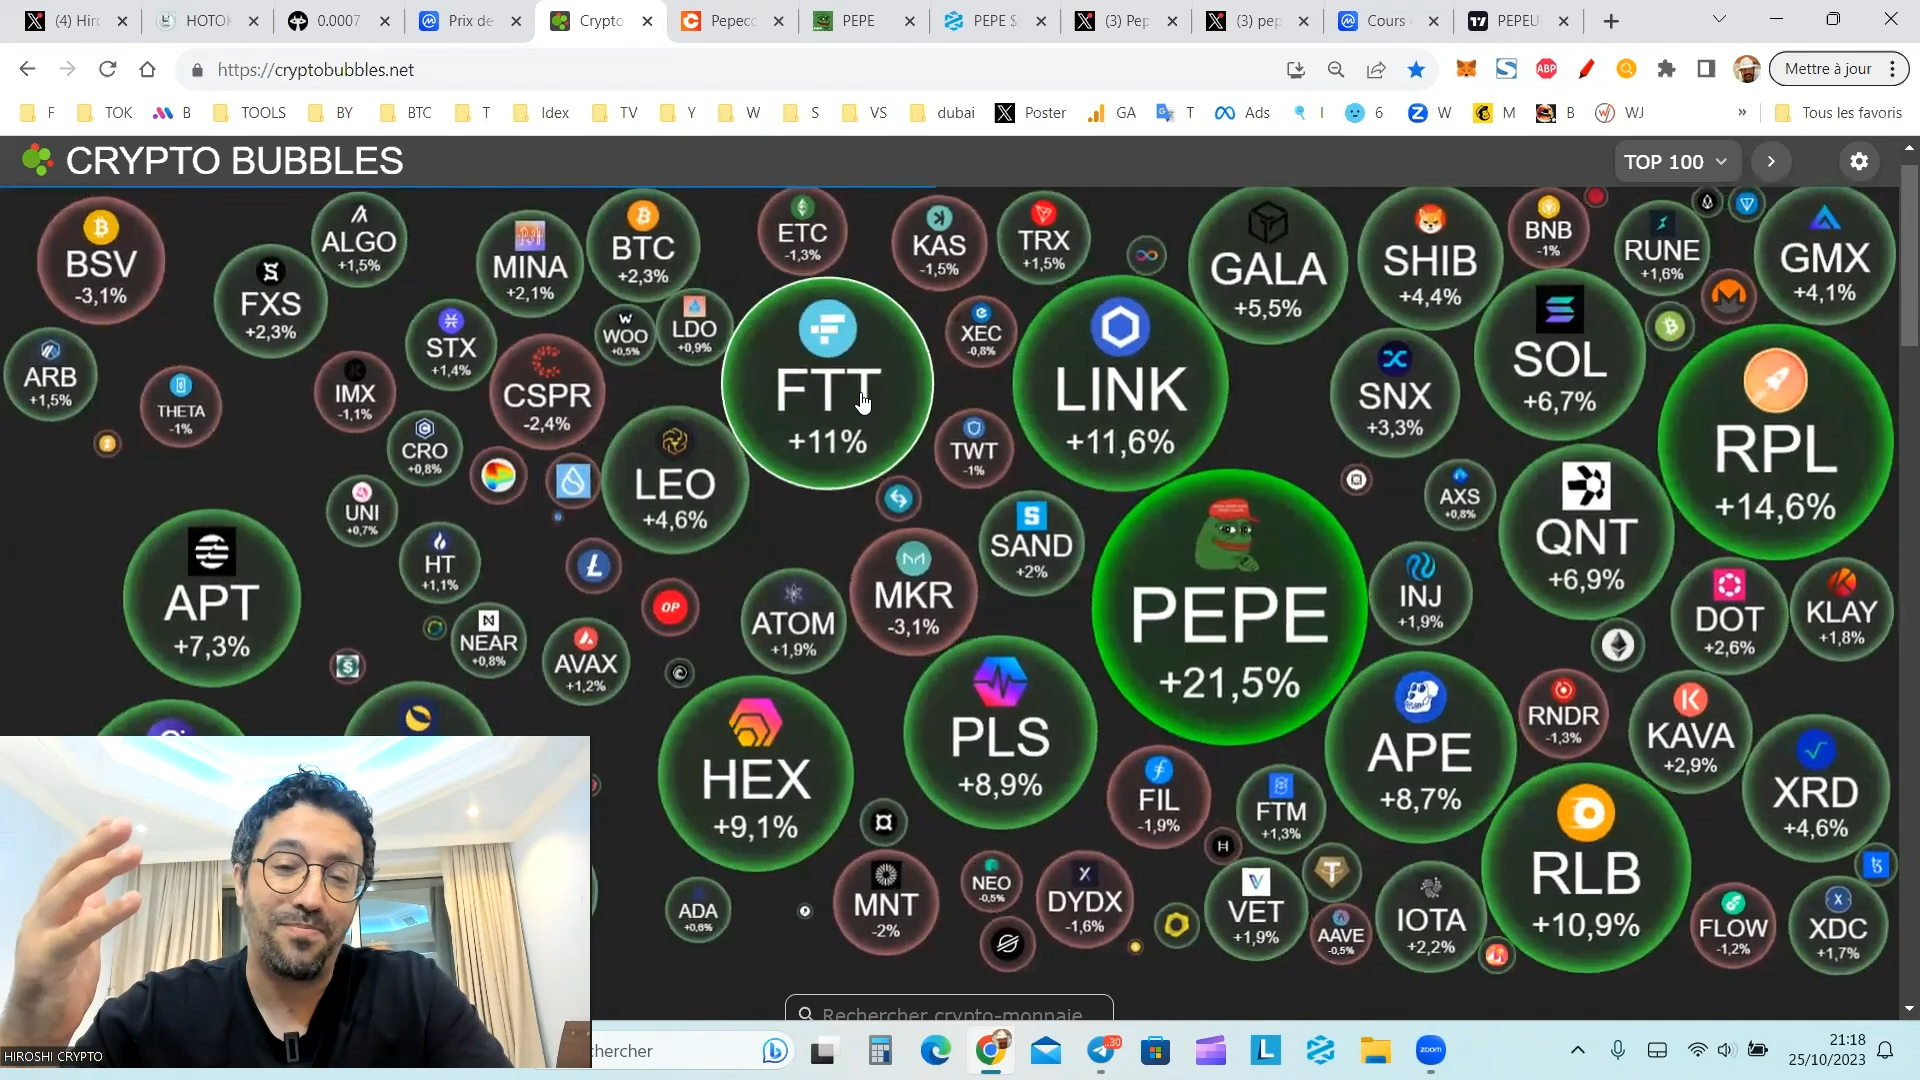 (4) Hir
HOTOK
0.0007
Prix de
Crypto
Pepeco
PEPE
PEPE $
(3) Pep
(3) pep
Cours
PEPEU
https://cryptobubbles.net
ABP
Mettre à jour
F
TOK
B
TOOLS
BY
BTC
T
Idex
TV
Y
W
S
VS
dubai
Poster
GA
T
Ads
I
6
W
M
B
WJ
»
Tous les favoris
CRYPTO BUBBLES
TOP 100
BSV
-3,1%
ALGO
+1,5%
FXS
+2,3%
MINA
+2,1%
BTC
+2,3%
ETC
-1,3%
KAS
-1,5%
TRX
+1,5%
GALA
+5,5%
SHIB
+4,4%
BNB
-1%
RUNE
+1,6%
GMX
+4,1%
ARB
+1,5%
THETA
-1%
IMX
-1,1%
STX
+1,4%
CSPR
-2,4%
WOO
+0,5%
LDO
+0,9%
FTT
+11%
XEC
-0,8%
LINK
+11,6%
SNX
+3,3%
SOL
+6,7%
RPL
+14,6%
CRO
+0,8%
UNI
+0,7%
LEO
+4,6%
TWT
-1%
SAND
+2%
AXS
+0,8%
QNT
+6,9%
APT
+7,3%
HT
+1,1%
NEAR
+0,8%
AVAX
+1,2%
OP
ATOM
+1,9%
MKR
-3,1%
PEPE
+21,5%
INJ
+1,9%
DOT
+2,6%
KLAY
+1,8%
HEX
+9,1%
PLS
+8,9%
FIL
-1,9%
FTM
+1,3%
APE
+8,7%
RNDR
-1,3%
KAVA
+2,9%
XRD
+4,6%
ADA
+0,6%
MNT
-2%
NEO
-0,5%
DYDX
-1,6%
VET
+1,9%
AAVE
-0,5%
IOTA
+2,2%
RLB
+10,9%
FLOW
-1,2%
XDC
+1,7%
Rechercher crypto-monnaie
HIROSHI CRYPTO
chercher
30
L
zoom
21:18
25/10/2023